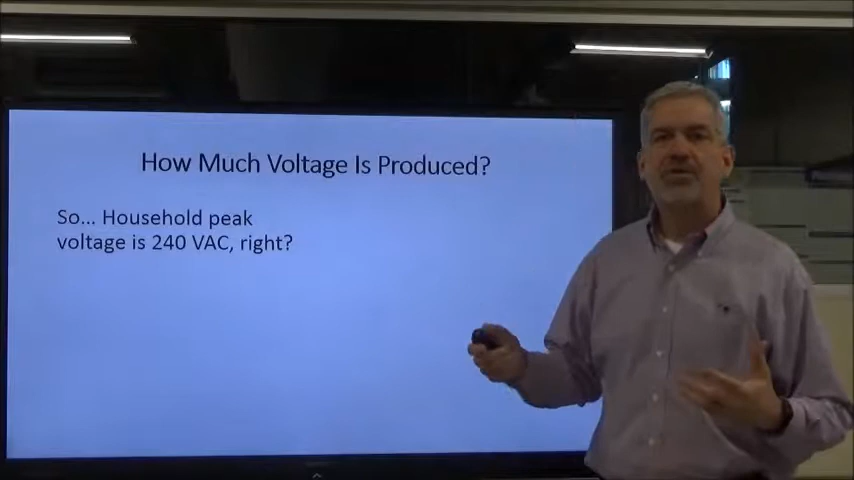 How Much Voltage Is Produced?
So... Household peak
voltage is 240 VAC, right?